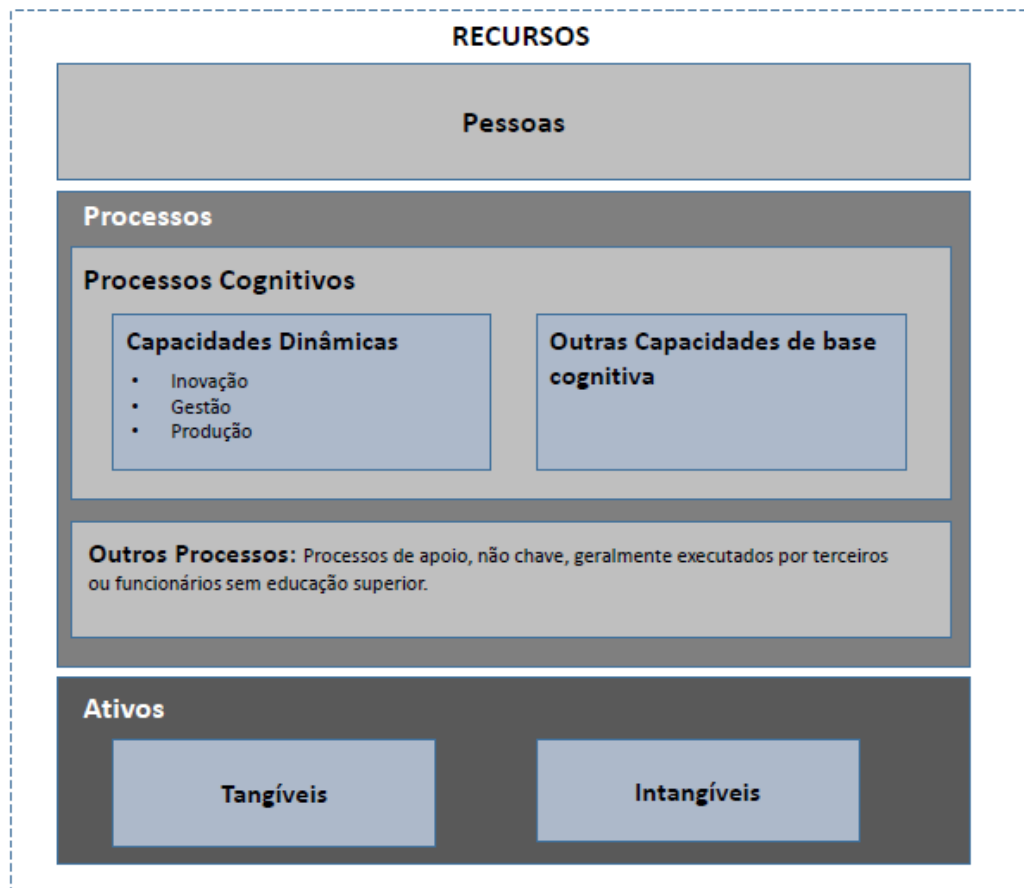 RECURSOS
Pessoas
Processos
Processos Cognitivos
Capacidades Dinâmicas
• Inovação
• Gestão
• Produção
Outras Capacidades de base
cognitiva
Outros Processos: Processos de apoio, não chave, geralmente executados por terceiros
ou funcionários sem educação superior.
Ativos
Tangíveis
Intangíveis